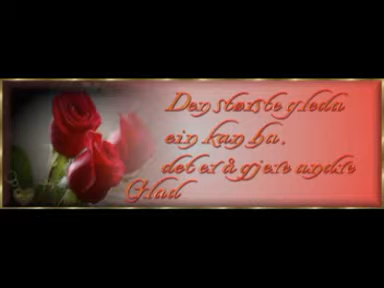 Den største gleda
ein kan ha,
det er å gjere andre
Glad